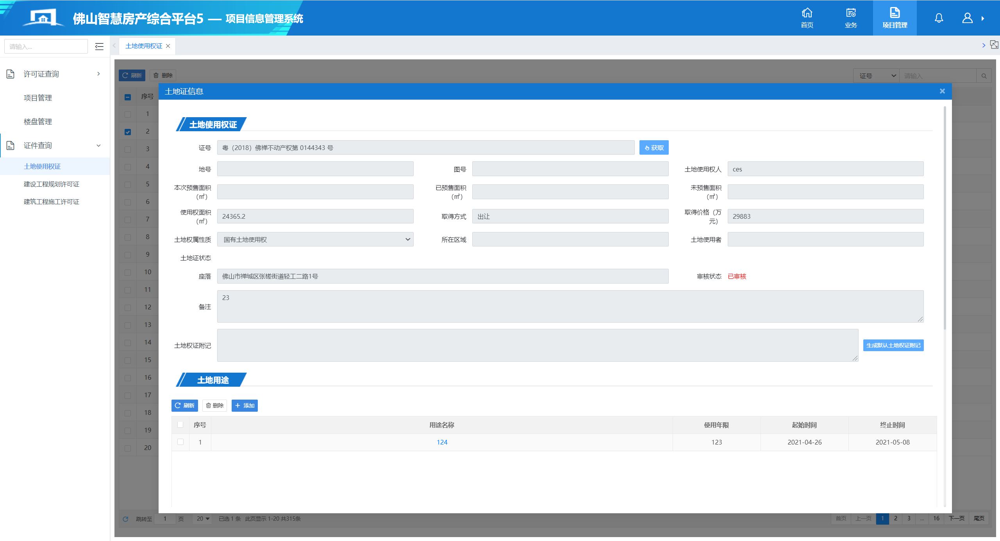 佛山智慧房产综合平台5 — 项目信息管理系统
首页
业务
项目管理
请输入...
土地使用权证
许可证查询
项目管理
楼盘管理
证件查询
土地使用权证
建设工程规划许可证
建筑工程施工许可证
刷新 删除
证号 请输入
序号
1
2
3
4
5
6
7
8
9
10
11
12
13
14
15
16
17
18
19
20
土地证信息
土地使用权证
证号 粤（2018）佛禅不动产权第 0144343 号 获取
地号 图号 土地使用权人 ces
本次预售面积（㎡） 已预售面积（㎡） 未预售面积（㎡）
使用权面积（㎡） 24365.2 取得方式 出让 取得价格（万元） 29883
土地权属性质 国有土地使用权 所在区域 土地使用者
土地证状态
座落 佛山市禅城区张槎街道轻工二路1号 审核状态 已审核
备注 23
土地权证附记 生成默认土地权证附记
土地用途
刷新 删除 添加
序号 用途名称 使用年限 起始时间 终止时间
1 124 123 2021-04-26 2021-05-08
跳转至 1 页 20 已选 1 条 此页显示 1-20 共315条
首页 上一页 1 2 3 ... 16 下一页 尾页